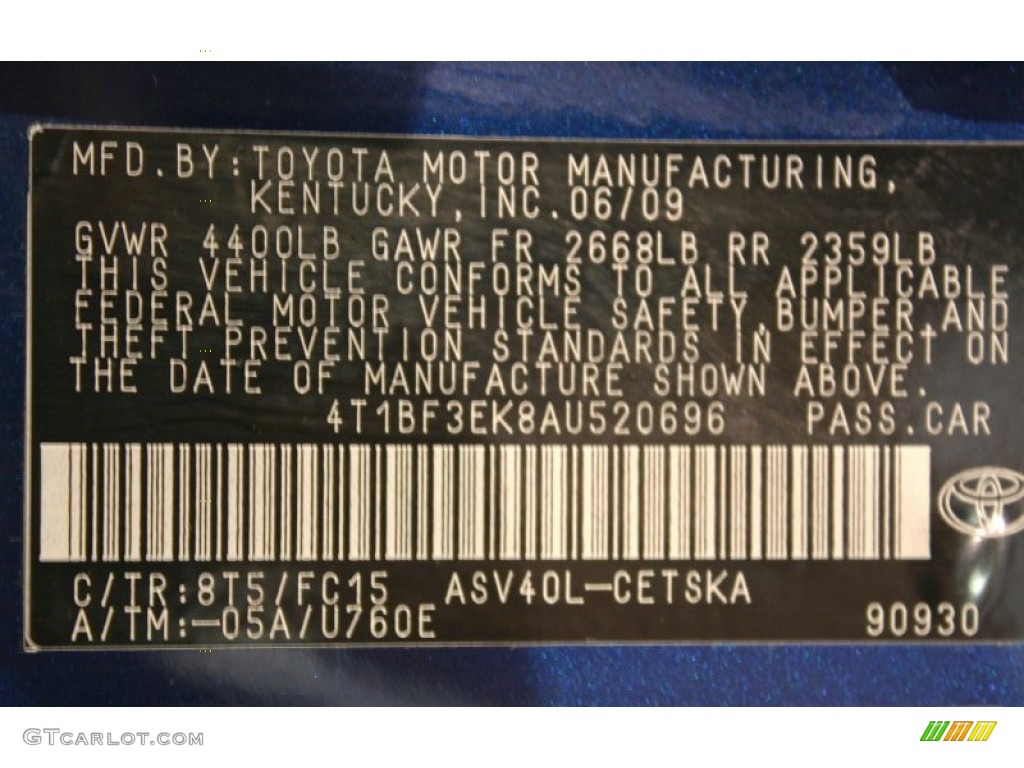 MFD.BY:TOYOTA MOTOR MANUFACTURING,
KENTUCKY,INC.06/09
GVWR 4400LB GAWR FR 2668LB RR 2359LB
THIS VEHICLE CONFORMS TO ALL APPLICABLE
FEDERAL MOTOR VEHICLE SAFETY,BUMPER,AND
THEFT PREVENTION STANDARDS IN EFFECT ON
THE DATE OF MANUFACTURE SHOWN ABOVE.
4T1BF3EK8AU520696 PASS.CAR
C/TR:8T5/FC15 ASV40L-CETSKA
A/TM:-05A/U760E 90930
GTCARLOT.COM